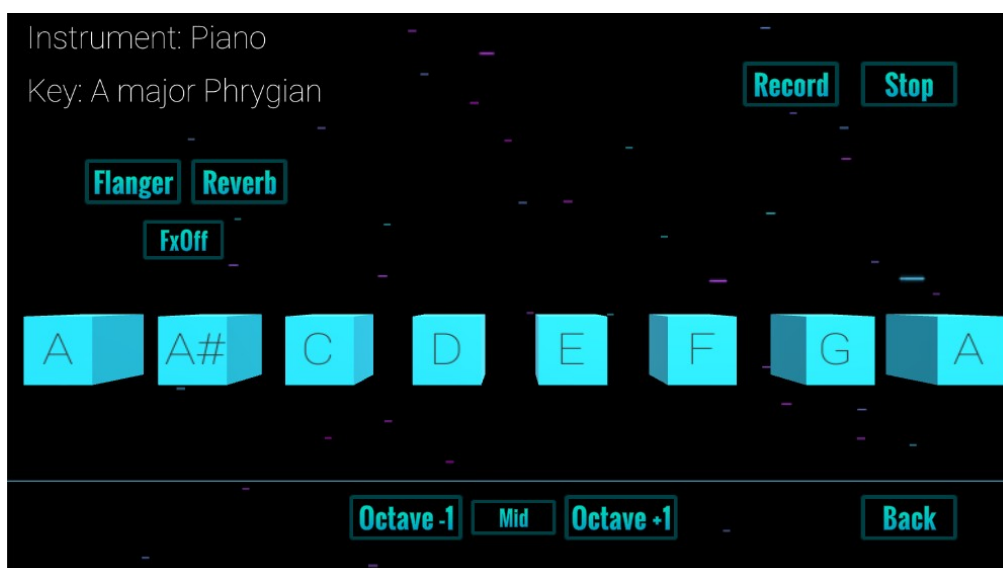 Instrument: Piano
Key: A major Phrygian
Record Stop
Flanger Reverb
FxOff
A A# C D E F G A
Octave -1 Mid Octave +1 Back